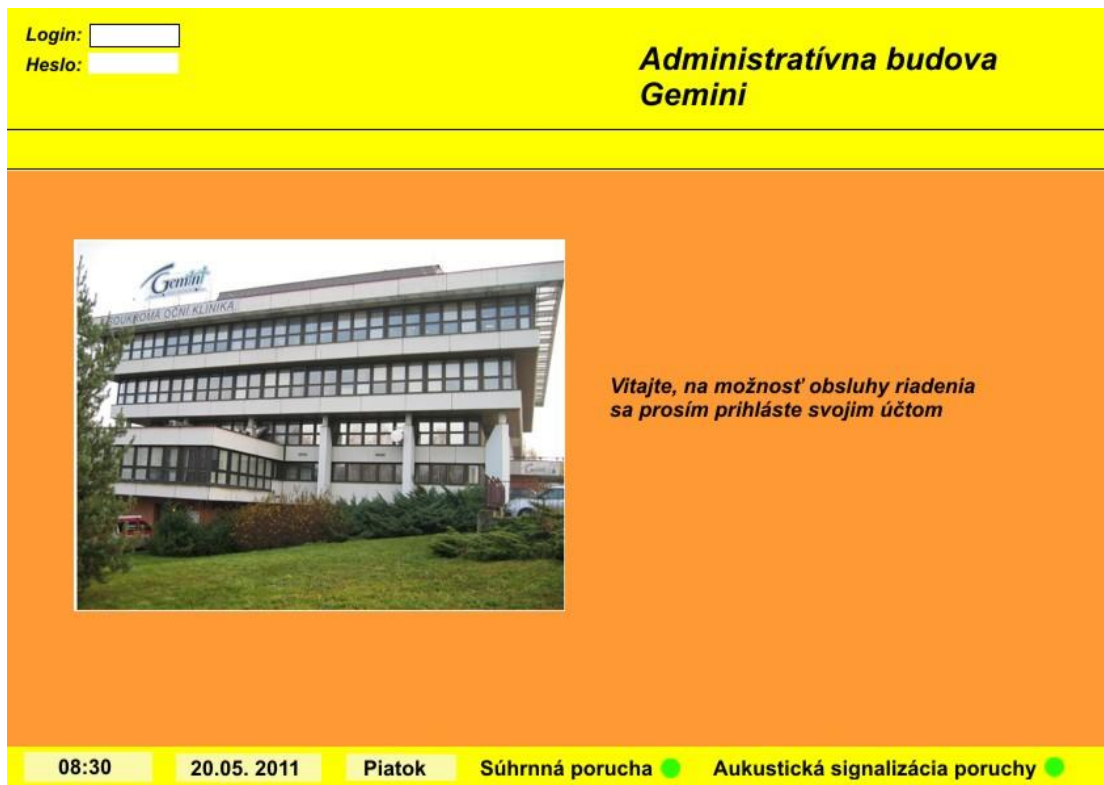 Login:
Heslo:
Administratívna budova
Gemini
Gemini
SOUKROMÁ OČNÍ KLINIKA
Vitajte, na možnosť obsluhy riadenia
sa prosím prihláste svojim účtom
08:30
20.05. 2011
Piatok
Súhrnná porucha
Aukustická signalizácia poruchy